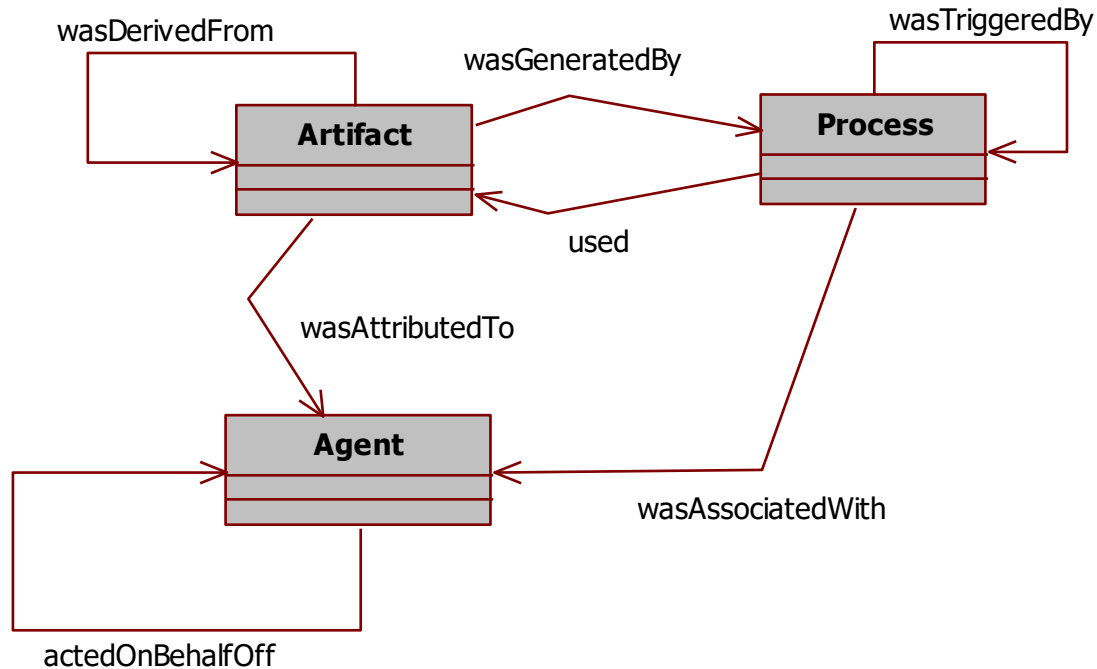 wasDerivedFrom
wasTriggeredBy
wasGeneratedBy
Artifact
Process
used
wasAttributedTo
Agent
wasAssociatedWith
actedOnBehalfOff